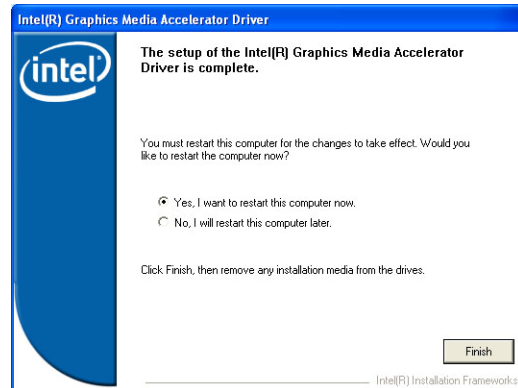 Intel(R) Graphics Media Accelerator Driver
intel
The setup of the Intel(R) Graphics Media Accelerator
Driver is complete.
You must restart this computer for the changes to take effect. Would you
like to restart the computer now?
Yes, I want to restart this computer now.
No, I will restart this computer later.
Click Finish, then remove any installation media from the drives.
Finish
Intel(R) Installation Frameworks